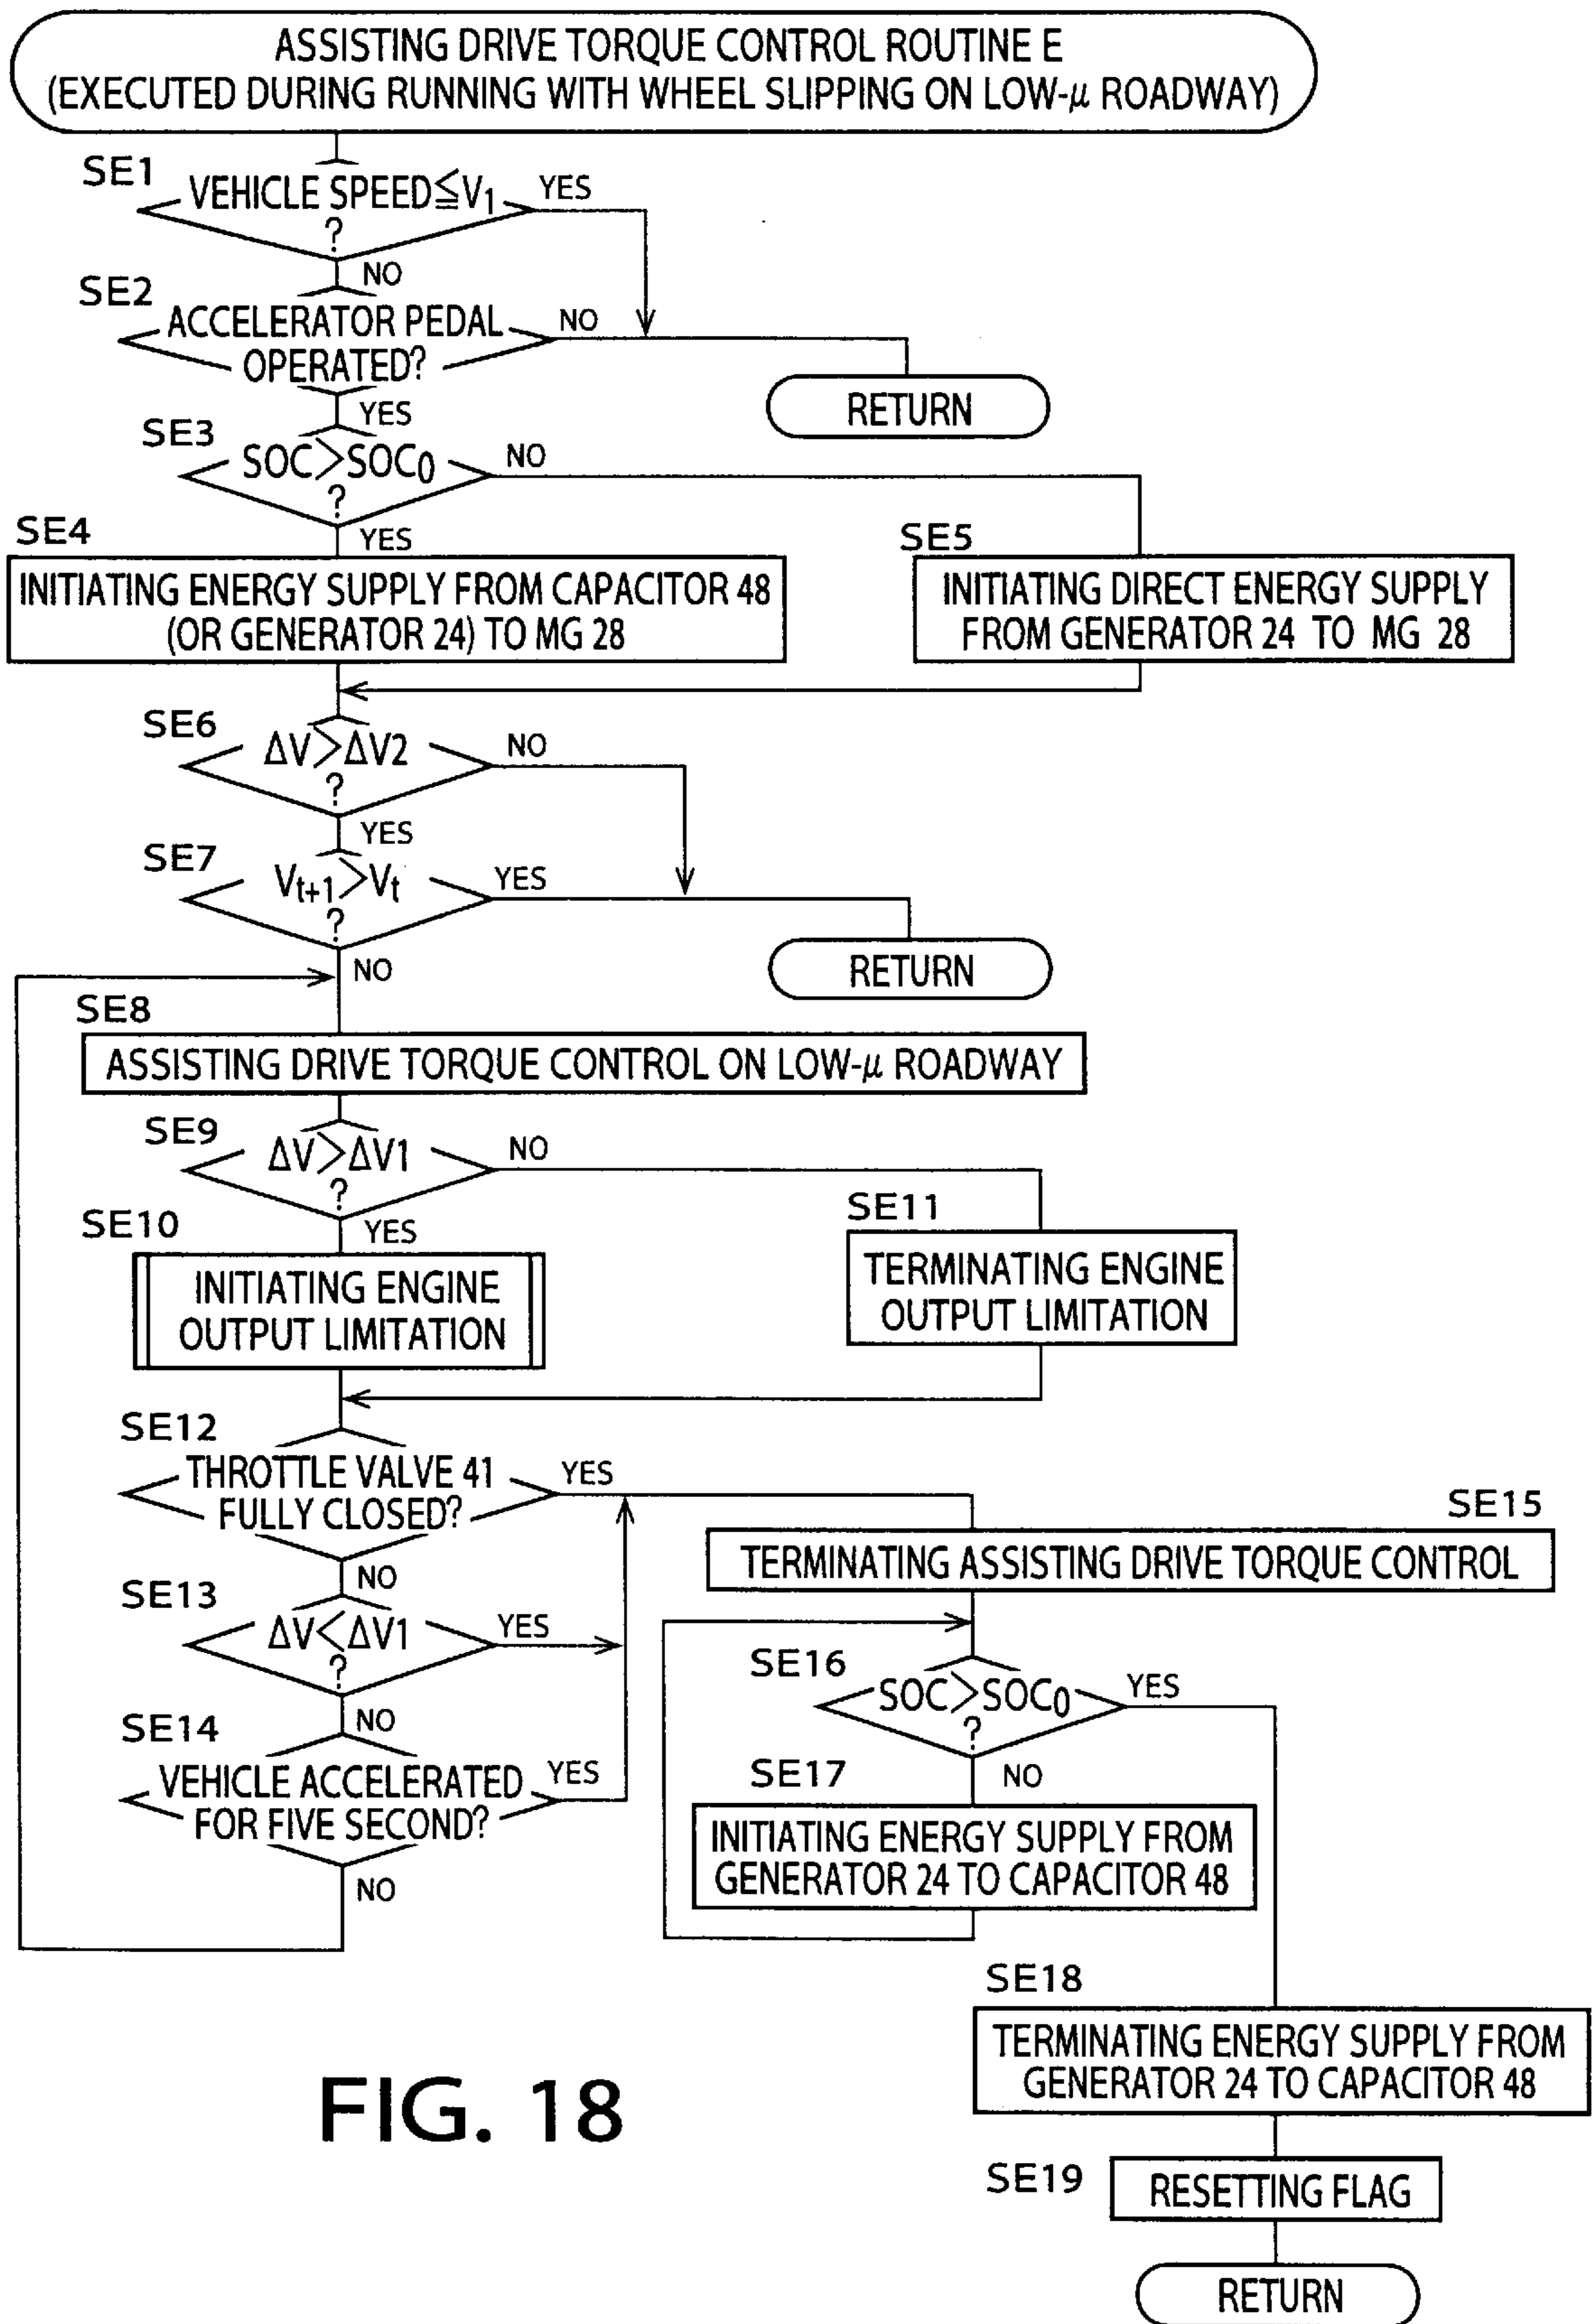 ASSISTING DRIVE TORQUE CONTROL ROUTINE E
(EXECUTED DURING RUNNING WITH WHEEL SLIPPING ON LOW-μ ROADWAY)
SE1
VEHICLE SPEED≦V1
?
YES
NO
SE2
ACCELERATOR PEDAL
OPERATED?
NO
RETURN
YES
SE3
SOC>SOC0
?
NO
YES
SE4
INITIATING ENERGY SUPPLY FROM CAPACITOR 48
(OR GENERATOR 24) TO MG 28
SE5
INITIATING DIRECT ENERGY SUPPLY
FROM GENERATOR 24 TO MG 28
SE6
ΔV>ΔV2
?
NO
YES
SE7
Vt+1>Vt
?
YES
RETURN
NO
SE8
ASSISTING DRIVE TORQUE CONTROL ON LOW-μ ROADWAY
SE9
ΔV>ΔV1
?
NO
YES
SE10
INITIATING ENGINE
OUTPUT LIMITATION
SE11
TERMINATING ENGINE
OUTPUT LIMITATION
SE12
THROTTLE VALVE 41
FULLY CLOSED?
YES
NO
SE13
ΔV<ΔV1
?
YES
NO
SE14
VEHICLE ACCELERATED
FOR FIVE SECOND?
YES
NO
SE15
TERMINATING ASSISTING DRIVE TORQUE CONTROL
SE16
SOC>SOC0
?
YES
NO
SE17
INITIATING ENERGY SUPPLY FROM
GENERATOR 24 TO CAPACITOR 48
SE18
TERMINATING ENERGY SUPPLY FROM
GENERATOR 24 TO CAPACITOR 48
SE19
RESETTING FLAG
RETURN
FIG. 18